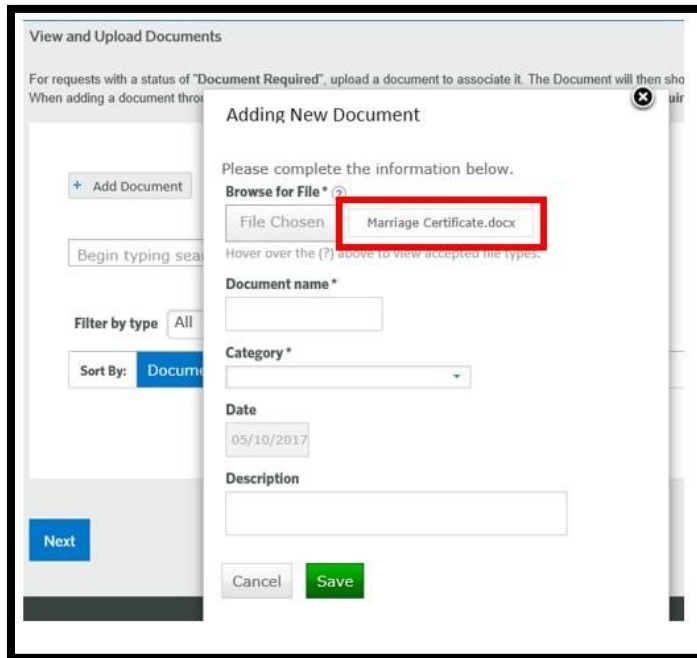 View and Upload Documents
For requests with a status of "Document Required", upload a document to associate it. The Document will then sho
When adding a document throu
Adding New Document
Please complete the information below.
Browse for File * (?)
File Chosen Marriage Certificate.docx
Hover over the (?) above to view accepted file types.
Document name *
Category *
Date
05/10/2017
Description
Cancel Save
+ Add Document
Begin typing sea
Filter by type All
Sort By: Docume
Next